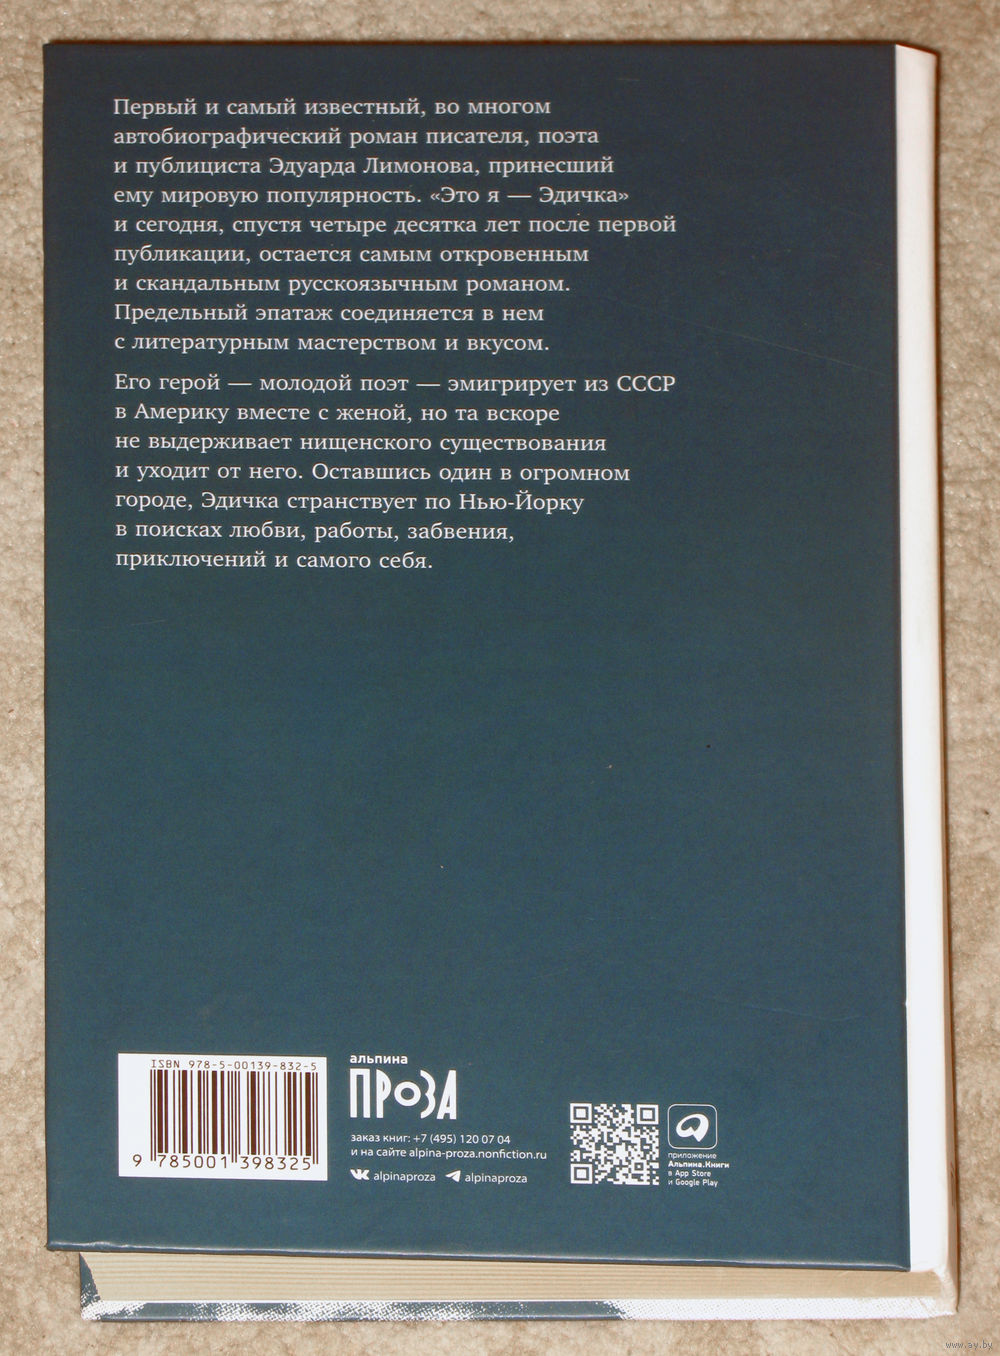 Первый и самый известный, во многом
автобиографический роман писателя, поэта
и публициста Эдуарда Лимонова, принесший
ему мировую популярность. «Это я — Эдичка»
и сегодня, спустя четыре десятка лет после первой
публикации, остается самым откровенным
и скандальным русскоязычным романом.
Предельный эпатаж соединяется в нем
с литературным мастерством и вкусом.
Его герой — молодой поэт — эмигрирует из СССР
в Америку вместе с женой, но та вскоре
не выдерживает нищенского существования
и уходит от него. Оставшись один в огромном
городе, Эдичка странствует по Нью-Йорку
в поисках любви, работы, забвения,
приключений и самого себя.
ISBN 978-5-00139-832-5
9 785001 398325
альпина
ПРОЗА
заказ книг: +7 (495) 120 07 04
и на сайте alpina-proza.nonfiction.ru
alpinaproza alpinaproza
приложение
Альпина.Книги
в App Store
и Google Play
www.ay.by